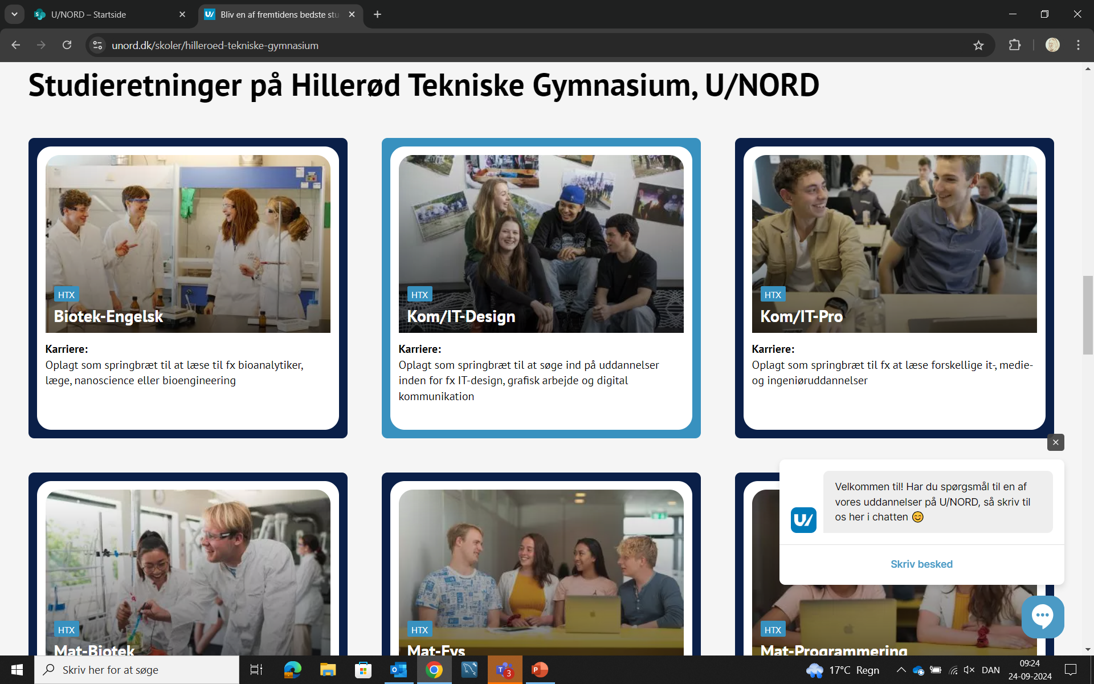 U/NORD – Startside
Bliv en af fremtidens bedste stu
unord.dk/skoler/hilleroed-tekniske-gymnasium
Studieretninger på Hillerød Tekniske Gymnasium, U/NORD
HTX
Biotek-Engelsk
Karriere:
Oplagt som springbræt til at læse til fx bioanalytiker,
læge, nanoscience eller bioengineering
HTX
Kom/IT-Design
Karriere:
Oplagt som springbræt til at søge ind på uddannelser
inden for fx IT-design, grafisk arbejde og digital
kommunikation
HTX
Kom/IT-Pro
Karriere:
Oplagt som springbræt til fx at læse forskellige it-, medie-
og ingeniøruddannelser
HTX
Mat-Biotek
HTX
Mat-Fys
HTX
Mat-Programmering
Velkommen til! Har du spørgsmål til en af
vores uddannelser på U/NORD, så skriv til
os her i chatten 😊
U/
Skriv besked
Skriv her for at søge
3
17°C Regn
DAN
09:24
24-09-2024